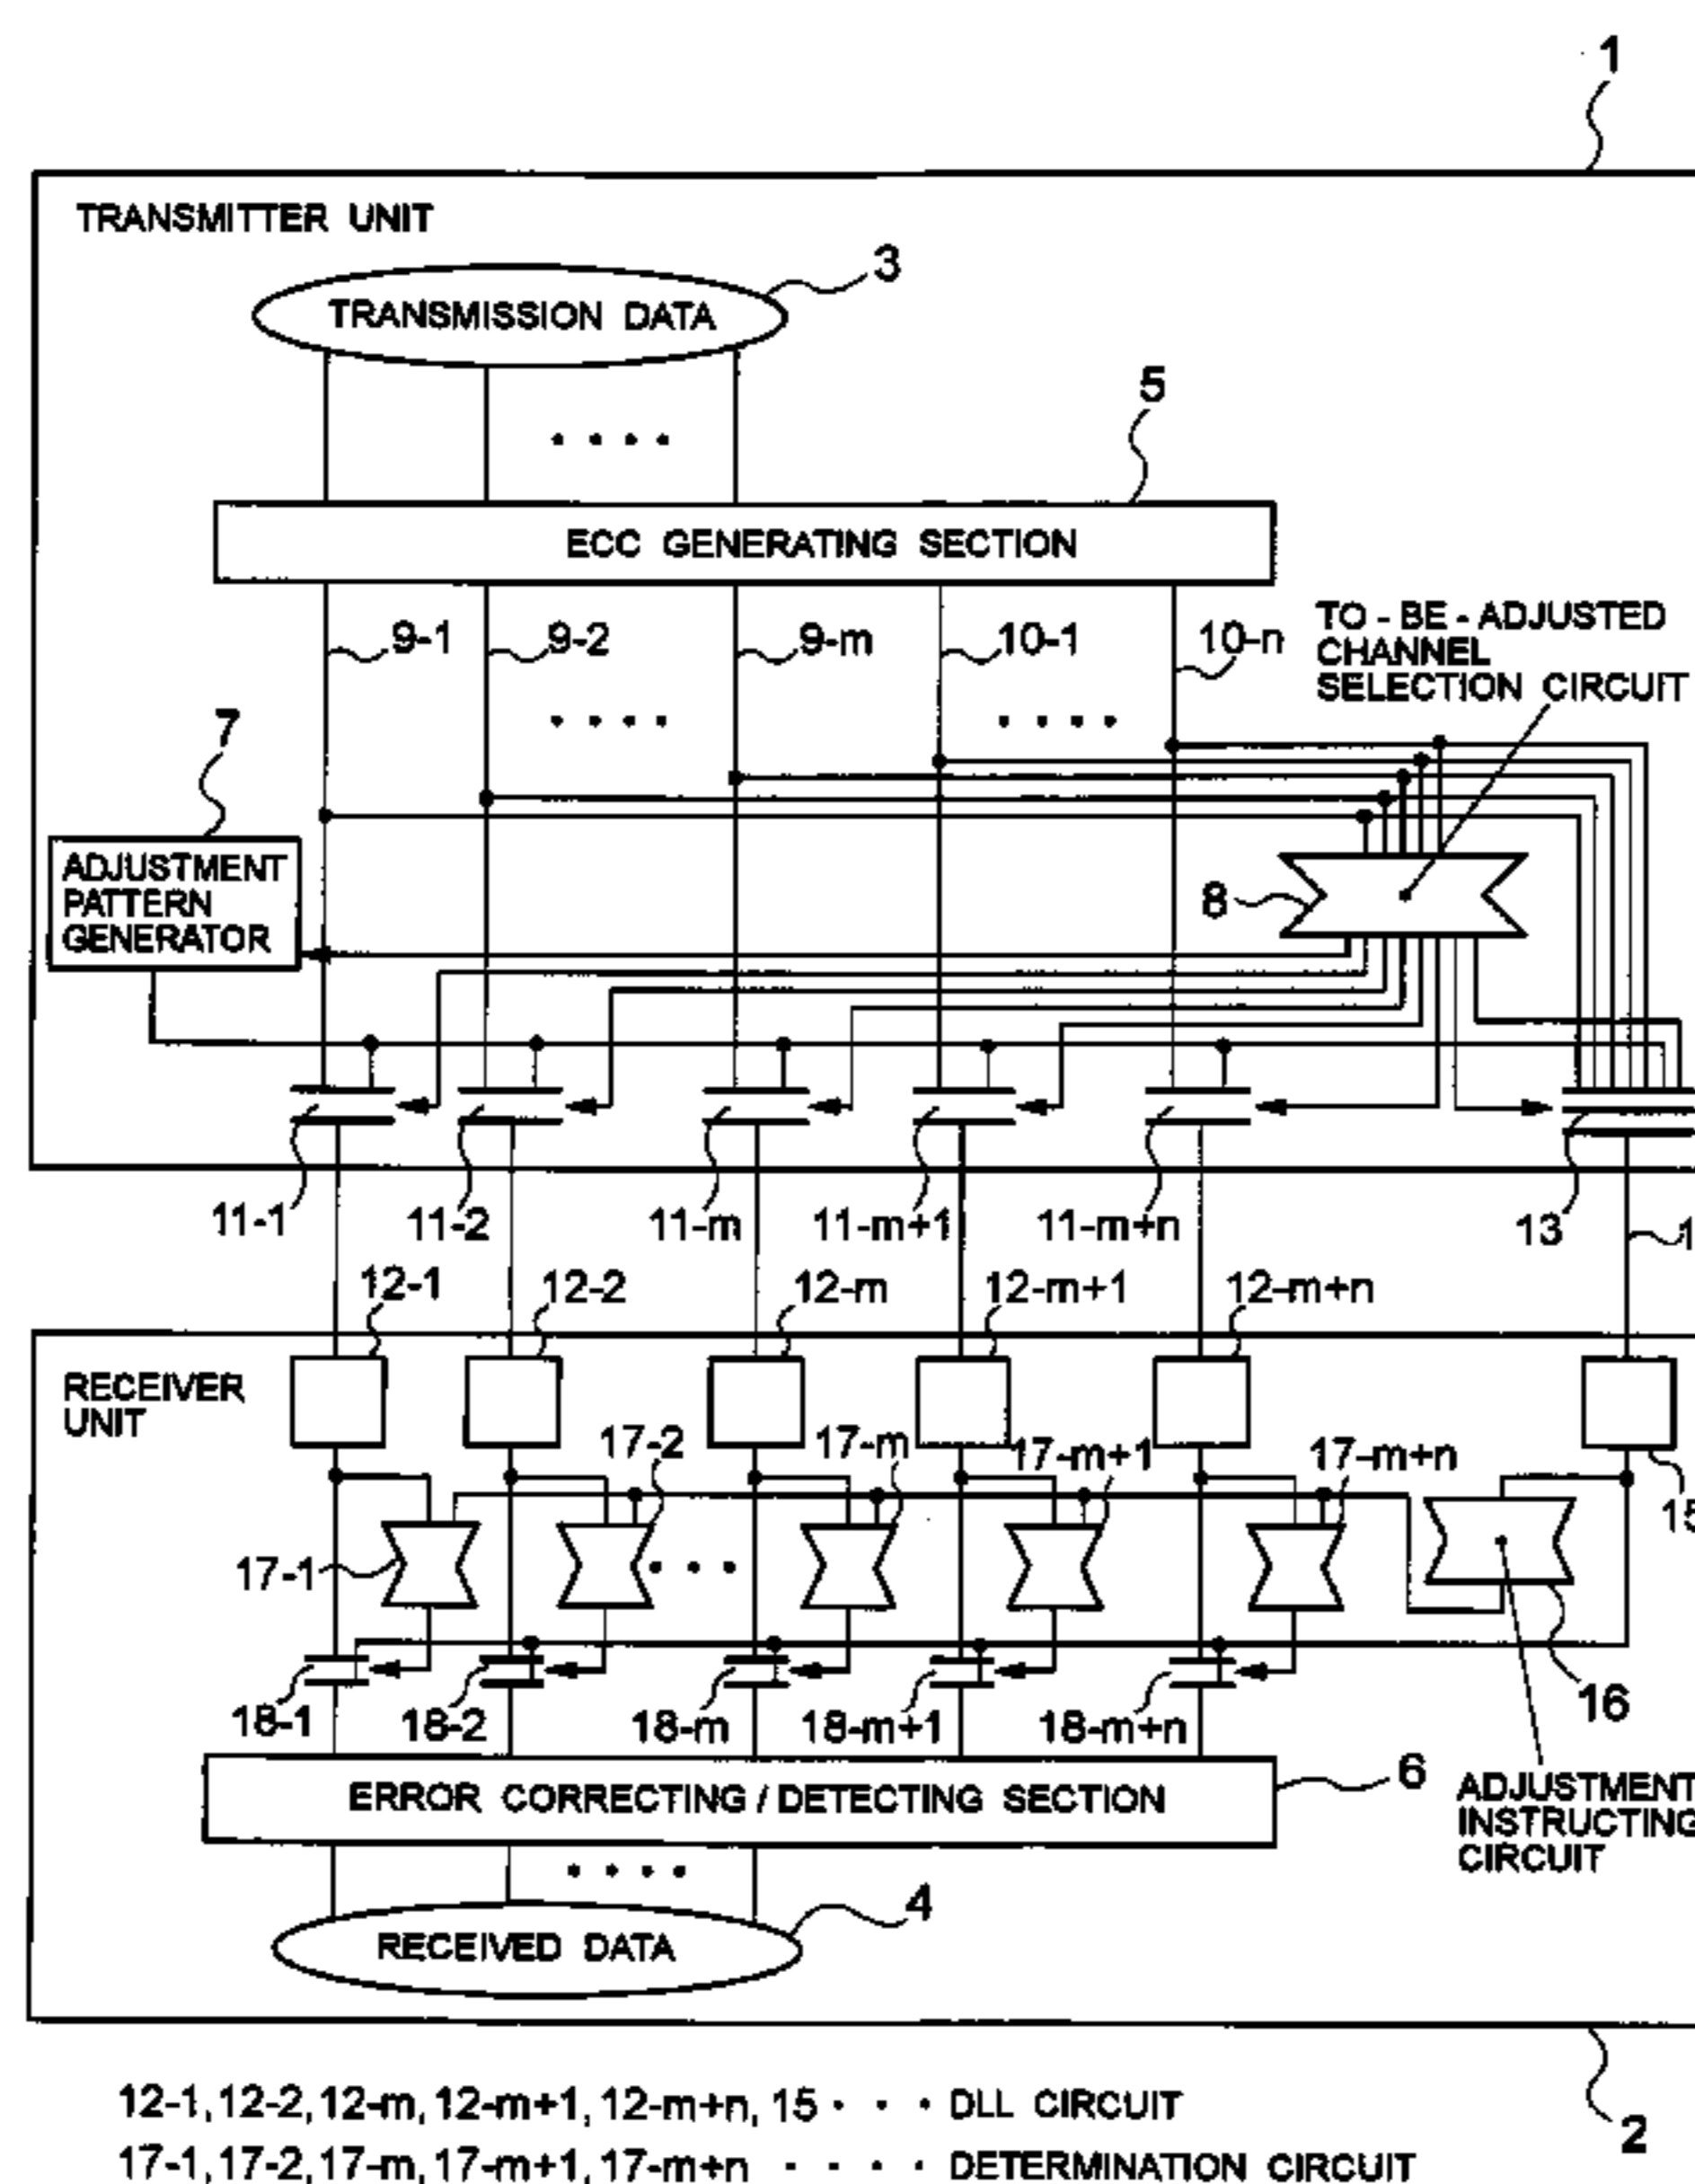 1
TRANSMITTER UNIT
3
TRANSMISSION DATA
5
ECC GENERATING SECTION
9-1
9-2
9-m
10-1
10-n
TO - BE - ADJUSTED
CHANNEL
SELECTION CIRCUIT
7
ADJUSTMENT
PATTERN
GENERATOR
8
11-1
11-2
11-m
11-m+1
11-m+n
13
12-1
12-2
12-m
12-m+1
12-m+n
RECEIVER
UNIT
17-2
17-m
17-m+1
17-m+n
15
17-1
18-1
18-2
18-m
18-m+1
18-m+n
16
ERROR CORRECTING / DETECTING SECTION
6
ADJUSTMENT
INSTRUCTING
CIRCUIT
4
RECEIVED DATA
12-1, 12-2, 12-m, 12-m+1, 12-m+n, 15 · · · DLL CIRCUIT
2
17-1, 17-2, 17-m, 17-m+1, 17-m+n · · · · DETERMINATION CIRCUIT